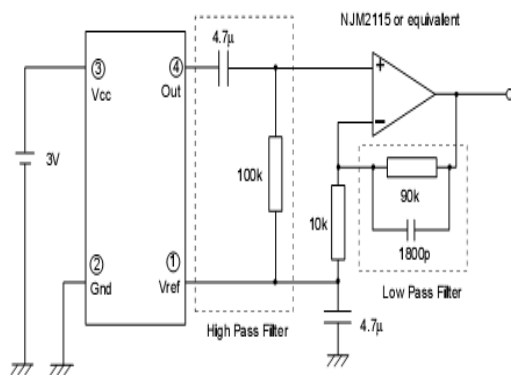 NJM2115 or equivalent
4.7μ
③
④
Vcc
Out
+
−
3V
100k
10k
90k
1800p
②
①
Gnd
Vref
Low Pass Filter
High Pass Filter
4.7μ